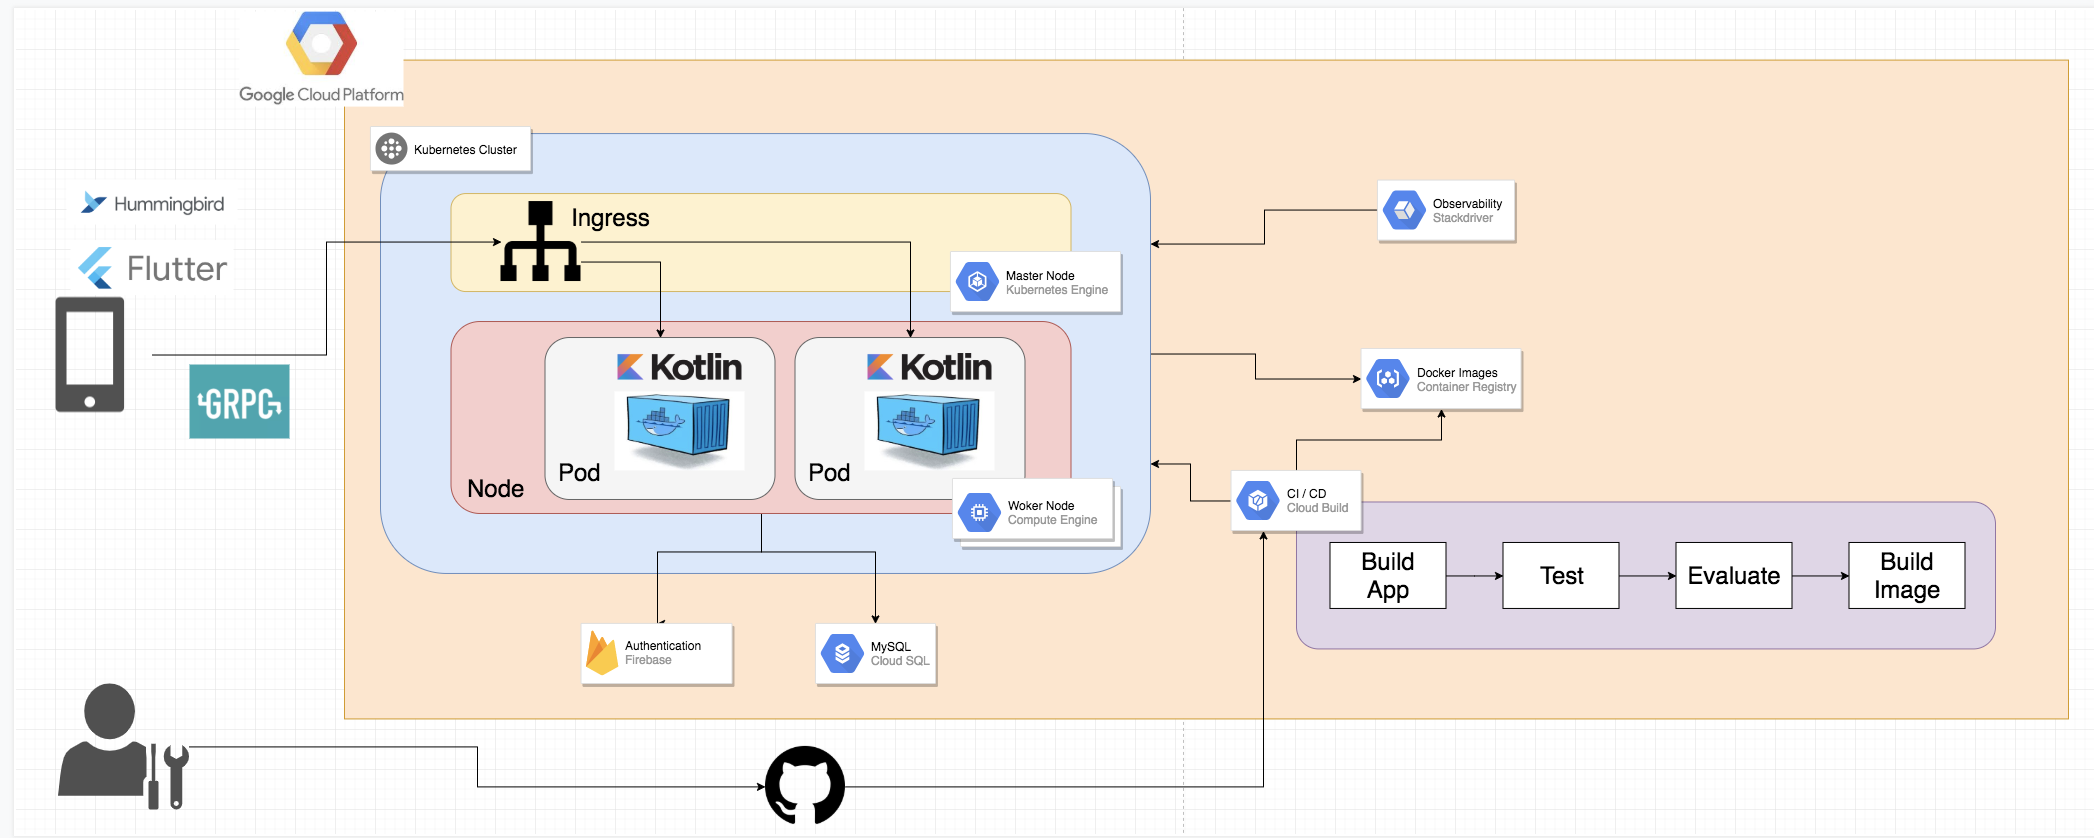 Google Cloud Platform
Kubernetes Cluster
Hummingbird
Flutter
GRPC
Ingress
Master Node
Kubernetes Engine
Kotlin
Pod
Kotlin
Pod
Node
Woker Node
Compute Engine
Authentication
Firebase
MySQL
Cloud SQL
Observability
Stackdriver
Docker Images
Container Registry
CI / CD
Cloud Build
Build
App
Test
Evaluate
Build
Image